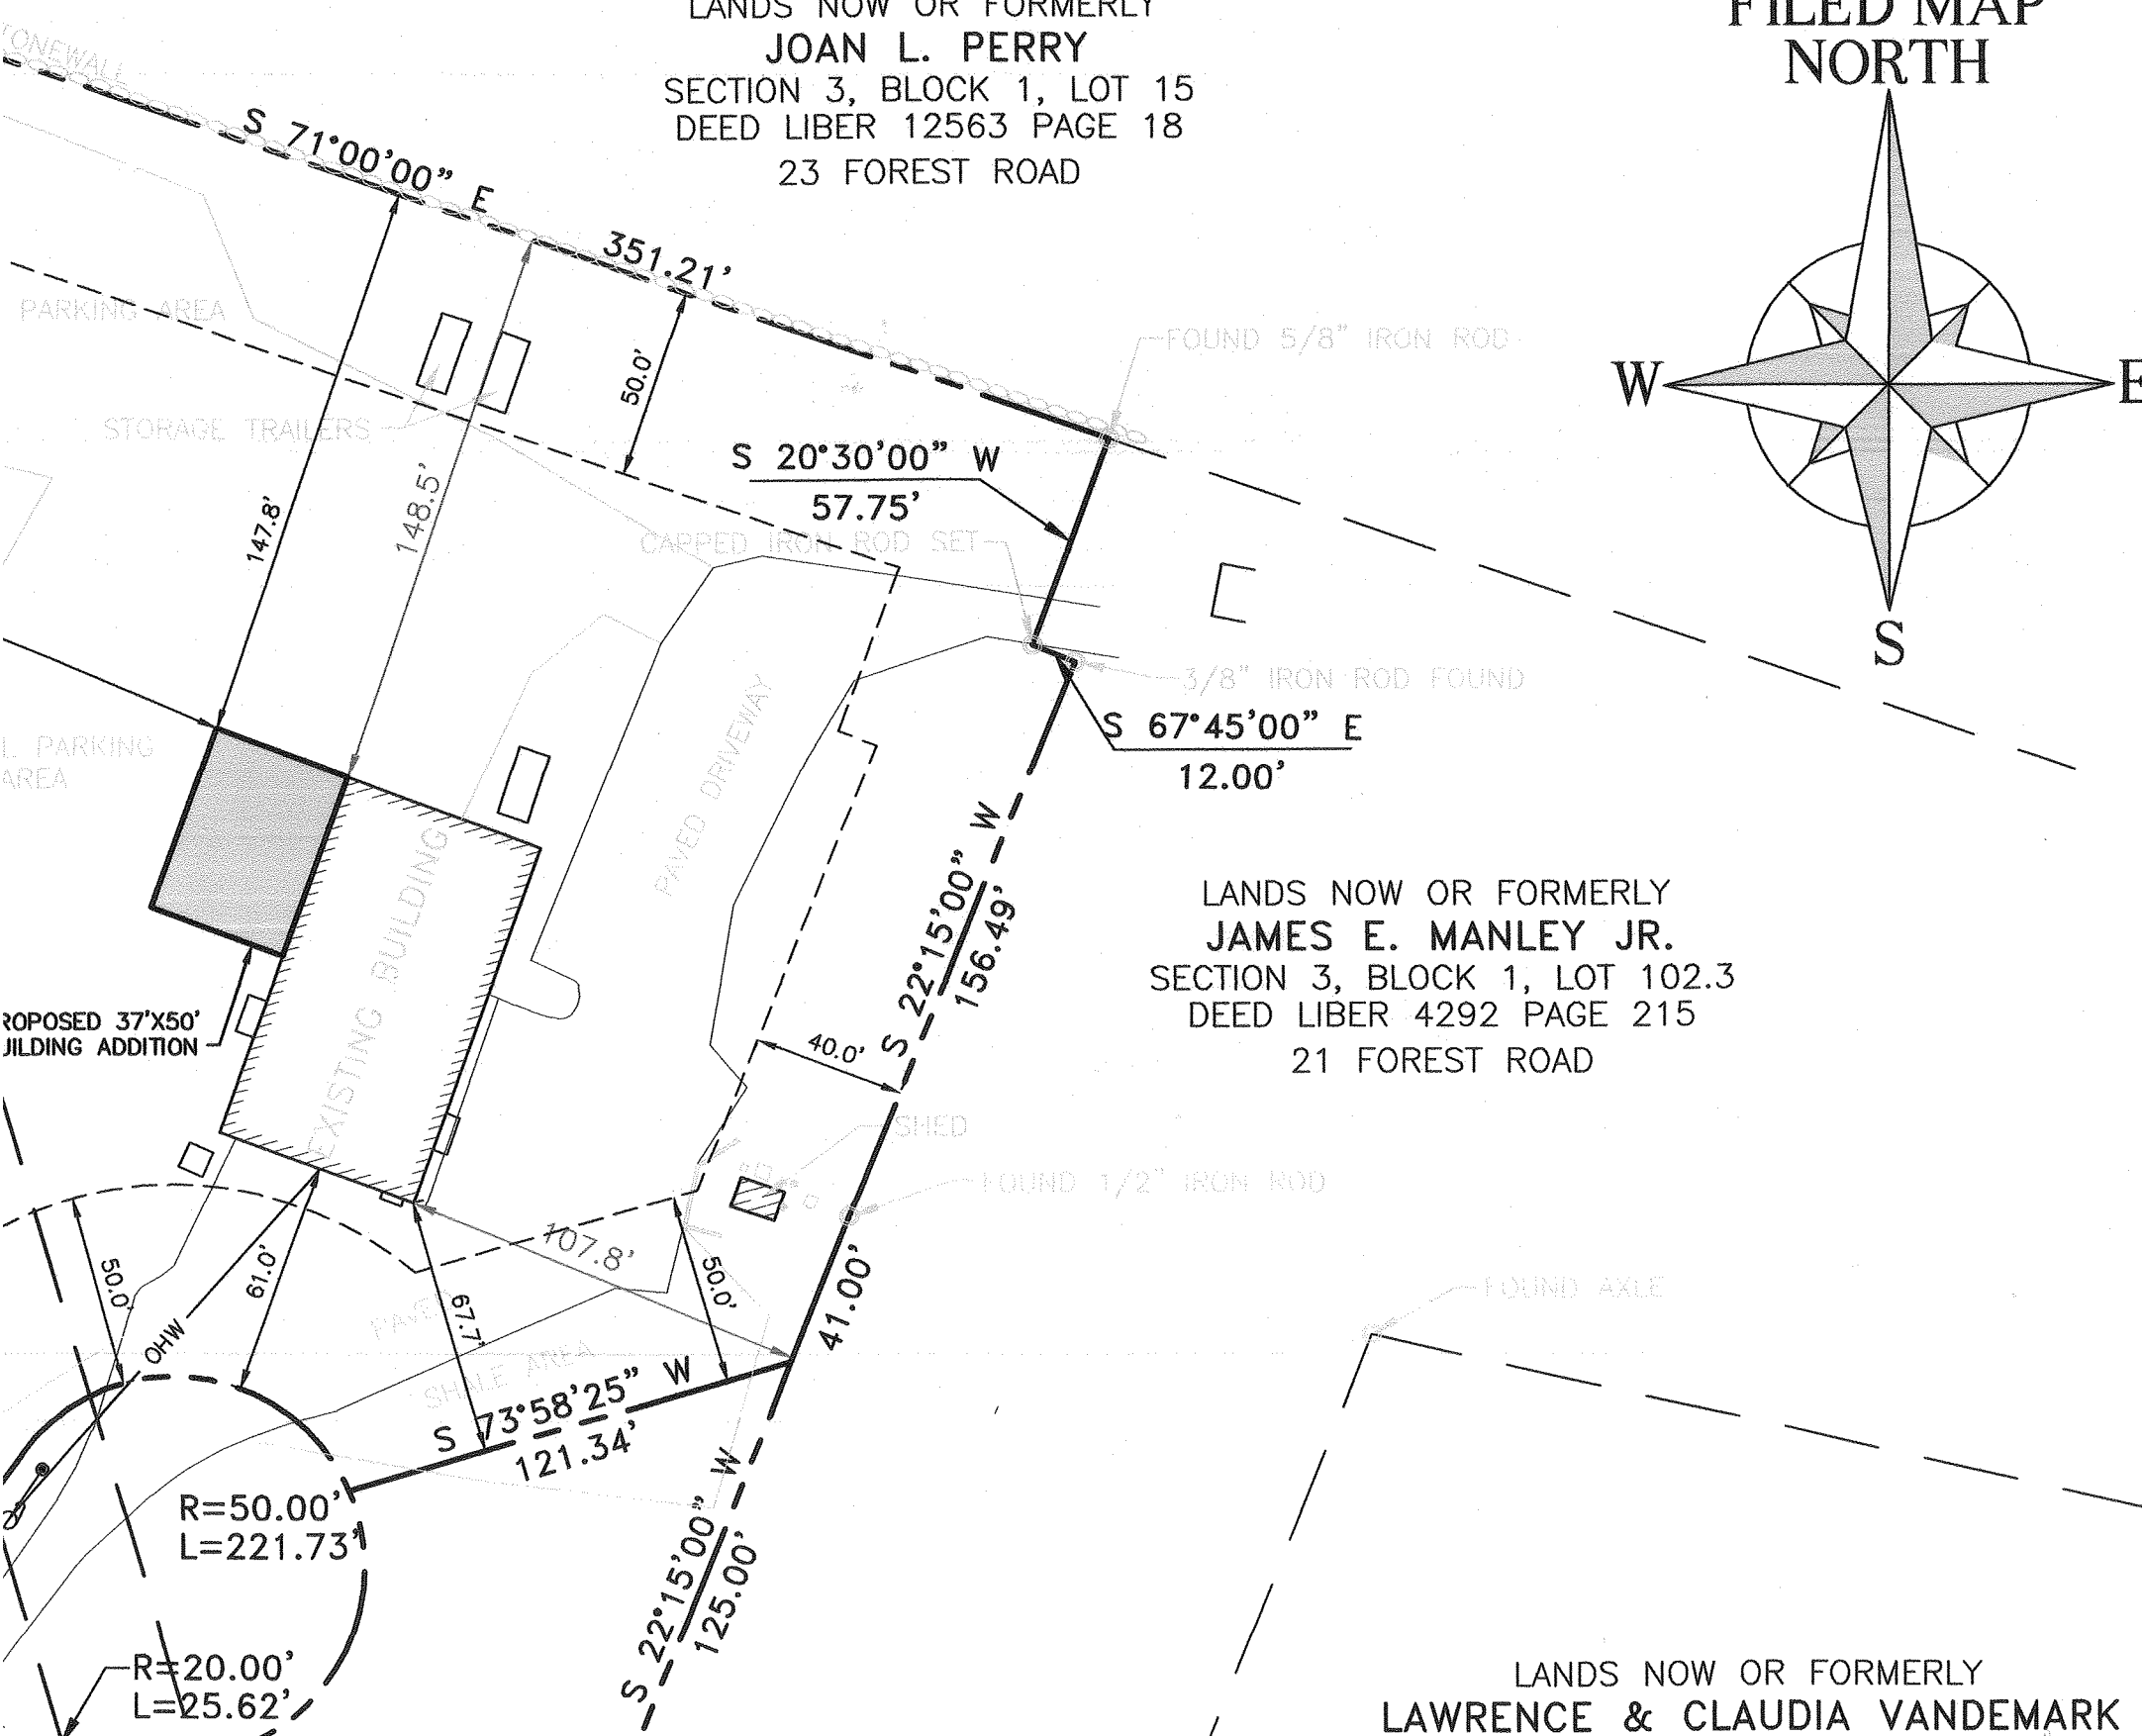 LANDS NOW OR FORMERLY
JOAN L. PERRY
SECTION 3, BLOCK 1, LOT 15
DEED LIBER 12563 PAGE 18
23 FOREST ROAD
FILED MAP
NORTH
W
E
S
STONEWALL
S 71°00'00" E
351.21'
PARKING AREA
STORAGE TRAILERS
147.8'
148.5'
50.0'
FOUND 5/8" IRON ROD
S 20°30'00" W
57.75'
CAPPED IRON ROD SET
3/8" IRON ROD FOUND
S 67°45'00" E
12.00'
L PARKING
AREA
PAVED DRIVEWAY
EXISTING BUILDING
ROPOSED 37'X50'
UILDING ADDITION
S 22°15'00" W
156.49'
LANDS NOW OR FORMERLY
JAMES E. MANLEY JR.
SECTION 3, BLOCK 1, LOT 102.3
DEED LIBER 4292 PAGE 215
21 FOREST ROAD
40.0'
SHED
FOUND 1/2" IRON ROD
107.8'
50.0'
61.0'
67.7'
50.0'
41.00'
OHW
PAVED
SHALE AREA
S 73°58'25" W
121.34'
FOUND AXLE
R=50.00'
L=221.73'
S 22°15'00" W
125.00'
R=20.00'
L=25.62'
LANDS NOW OR FORMERLY
LAWRENCE & CLAUDIA VANDEMARK